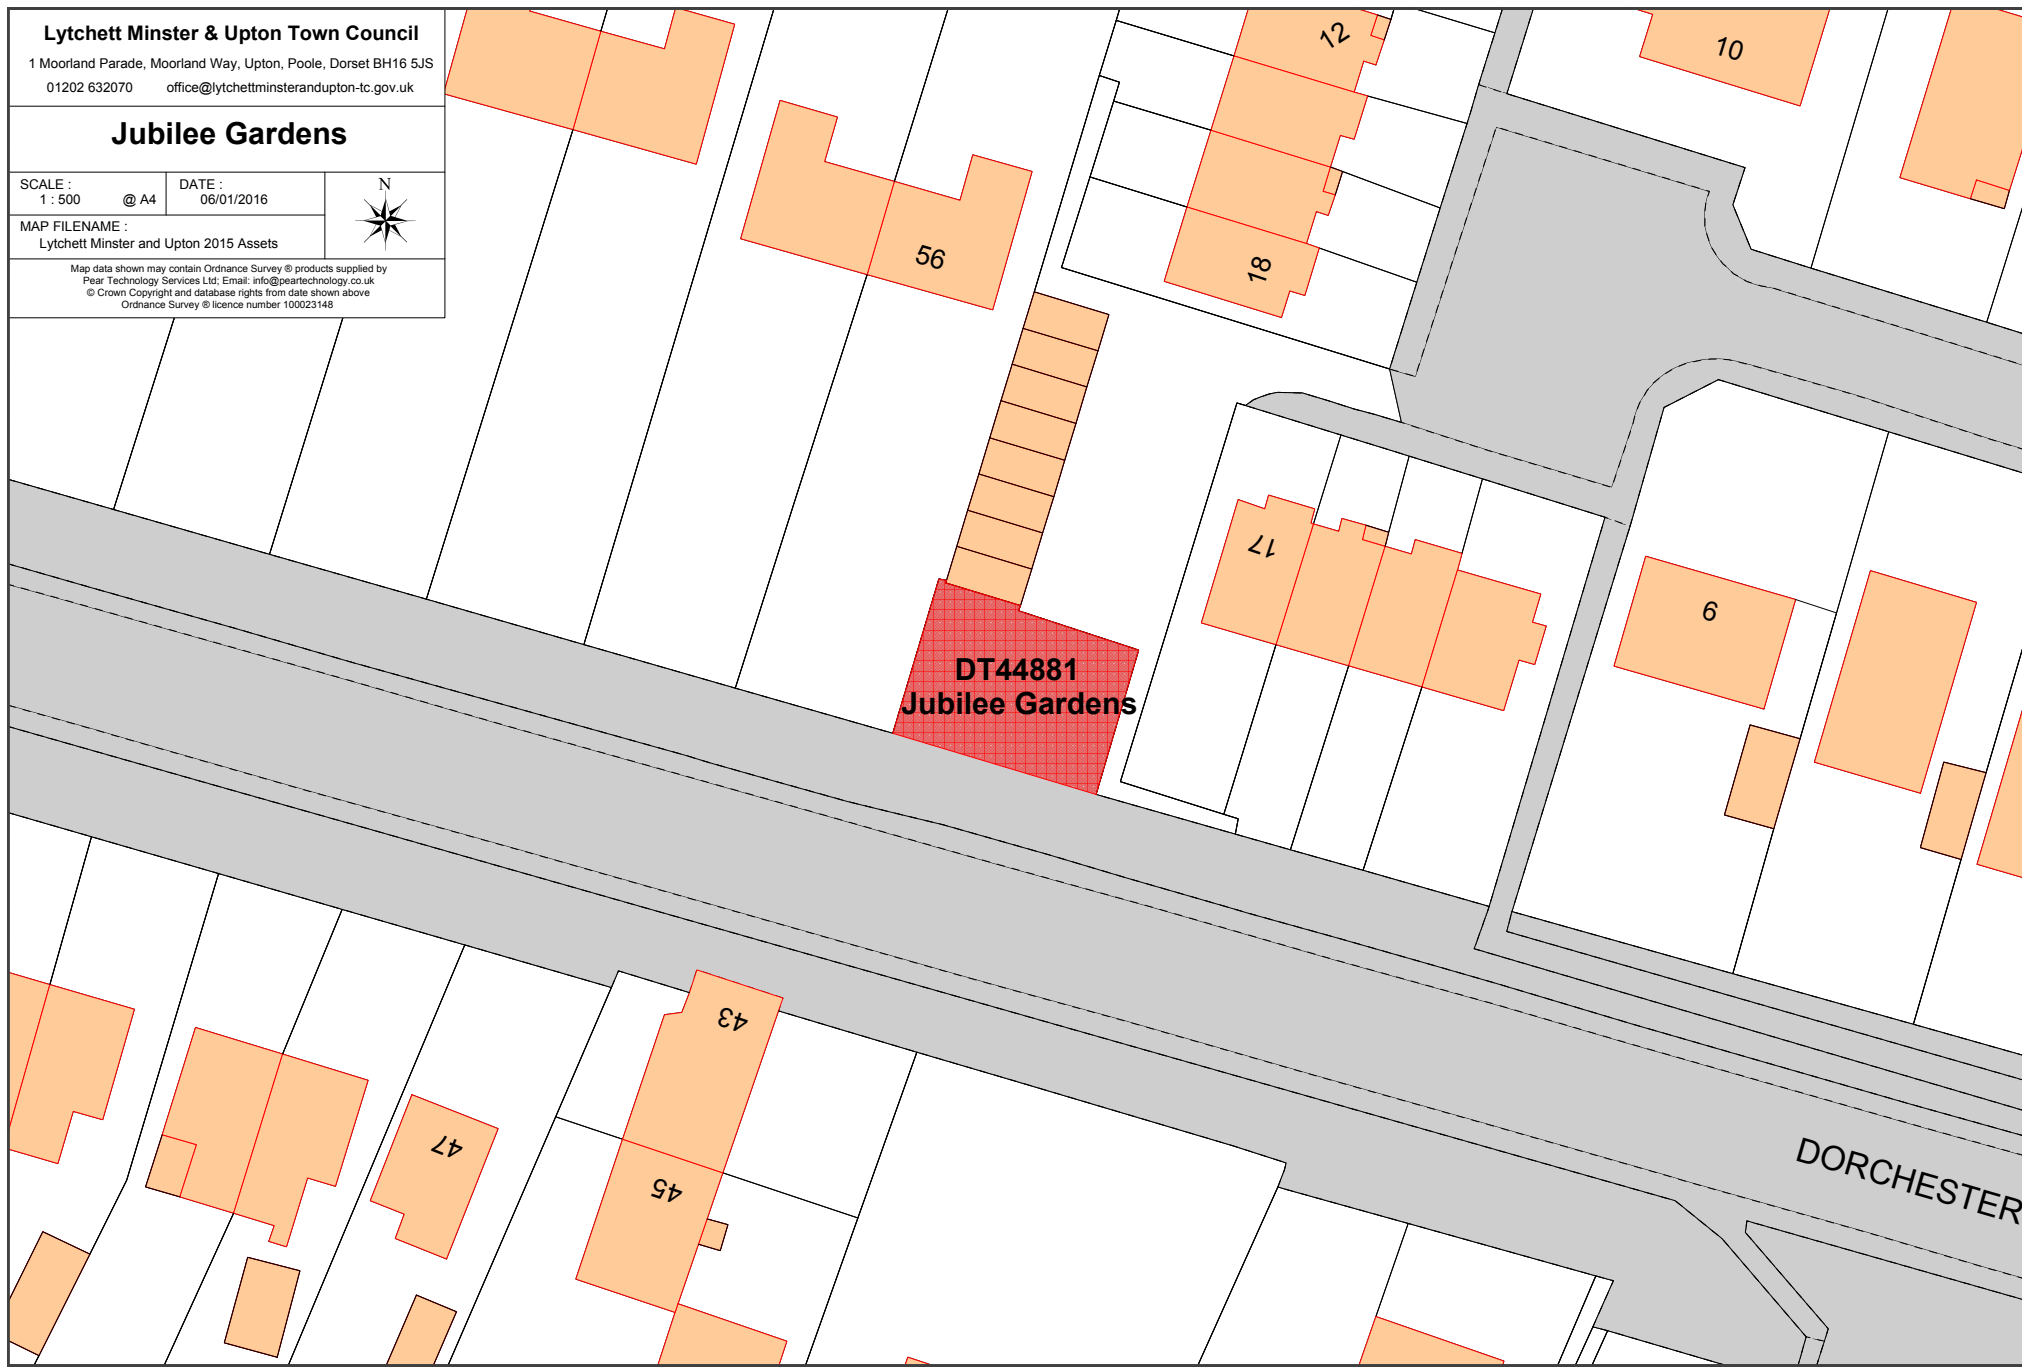 Lytchett Minster & Upton Town Council
1 Moorland Parade, Moorland Way, Upton, Poole, Dorset BH16 5JS
01202 632070 office@lytchettminsterandupton-tc.gov.uk
Jubilee Gardens
SCALE :
1 : 500 @ A4
DATE :
06/01/2016
N
MAP FILENAME :
Lytchett Minster and Upton 2015 Assets
Map data shown may contain Ordnance Survey ® products supplied by
Pear Technology Services Ltd; Email: info@peartechnology.co.uk
© Crown Copyright and database rights from date shown above
Ordnance Survey ® licence number 100023148
12
10
56
18
17
9
DT44881
Jubilee Gardens
43
47
45
DORCHESTER